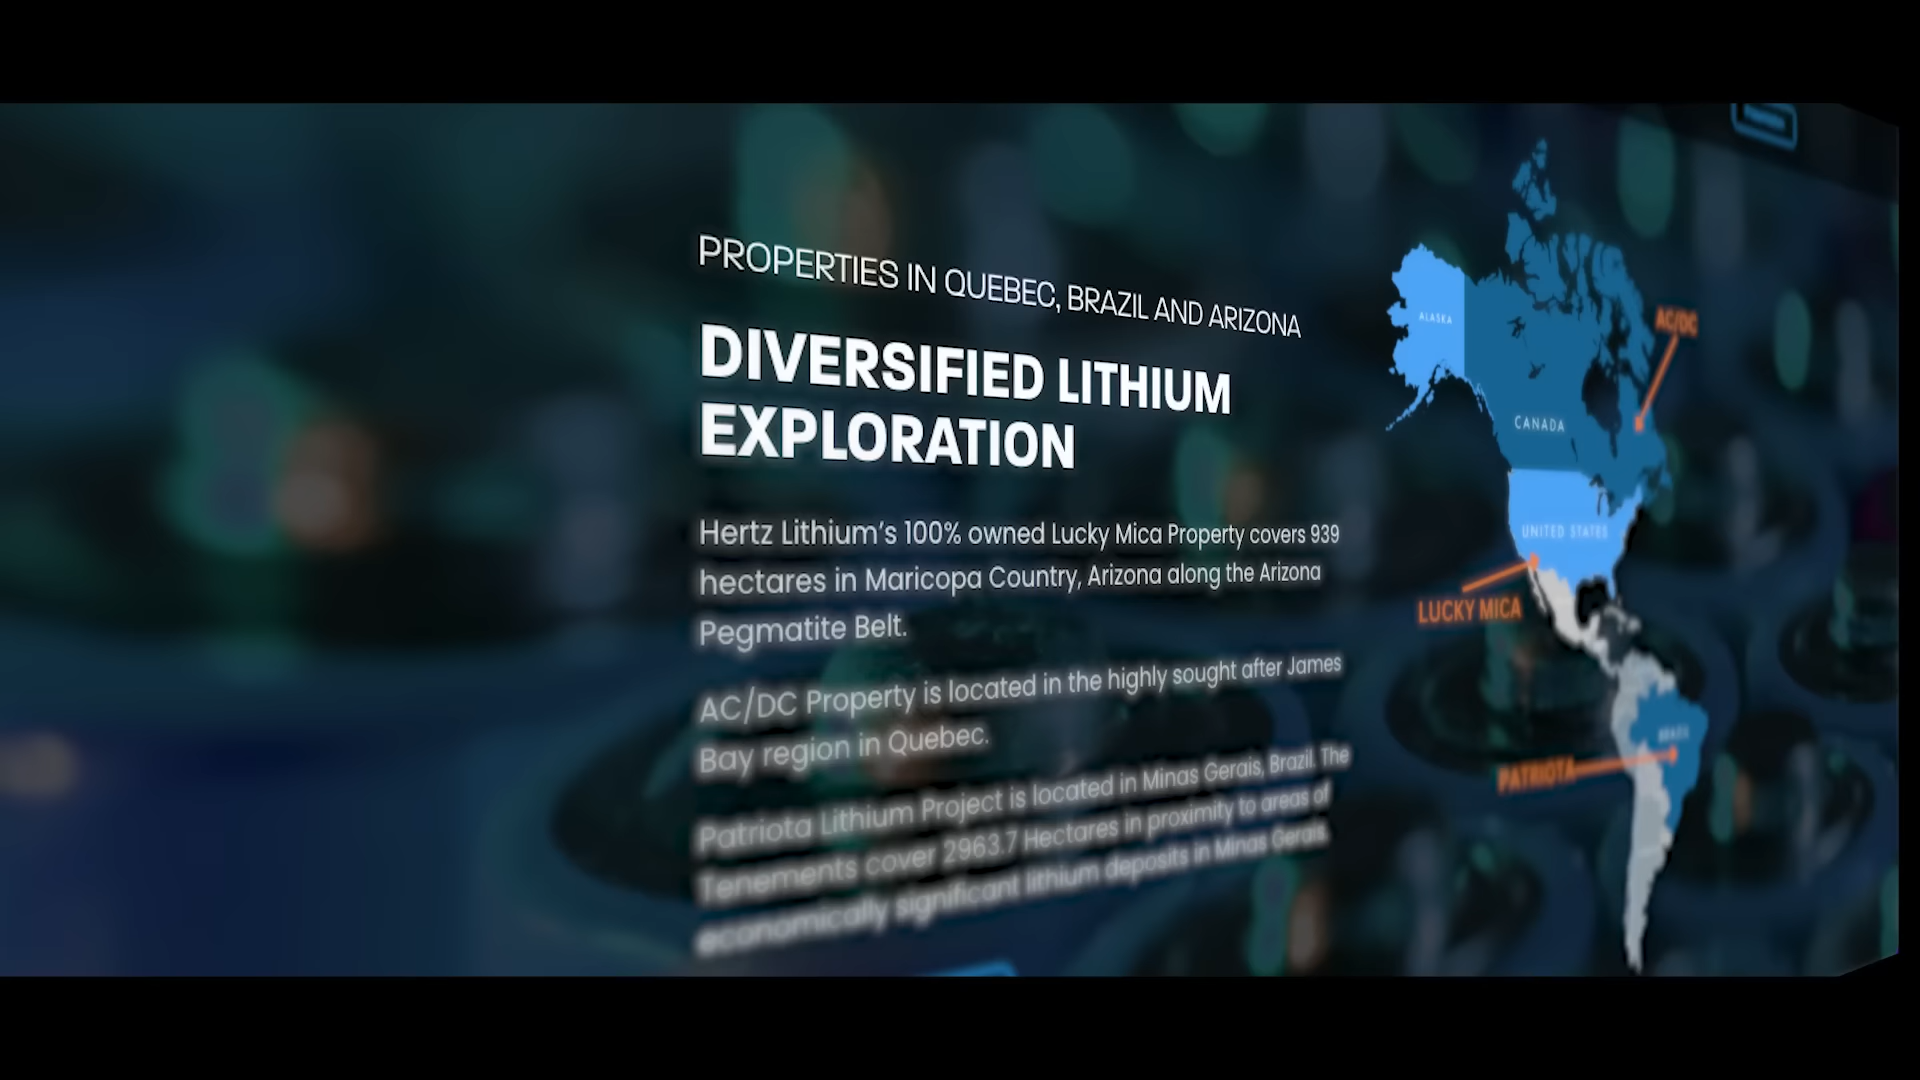 PROPERTIES IN QUEBEC, BRAZIL AND ARIZONA
DIVERSIFIED LITHIUM
EXPLORATION
Hertz Lithium's 100% owned Lucky Mica Property covers 939
hectares in Maricopa Country, Arizona along the Arizona
Pegmatite Belt.
AC/DC Property is located in the highly sought after James
Bay region in Quebec.
Patriota Lithium Project is located in Minas Gerais, Brazil. The
Tenements cover 2963.7 Hectares in proximity to areas of
economically significant lithium deposits in Minas Gerais.
ALASKA
AC/DC
CANADA
UNITED STATES
LUCKY MICA
BRAZIL
PATRIOTA